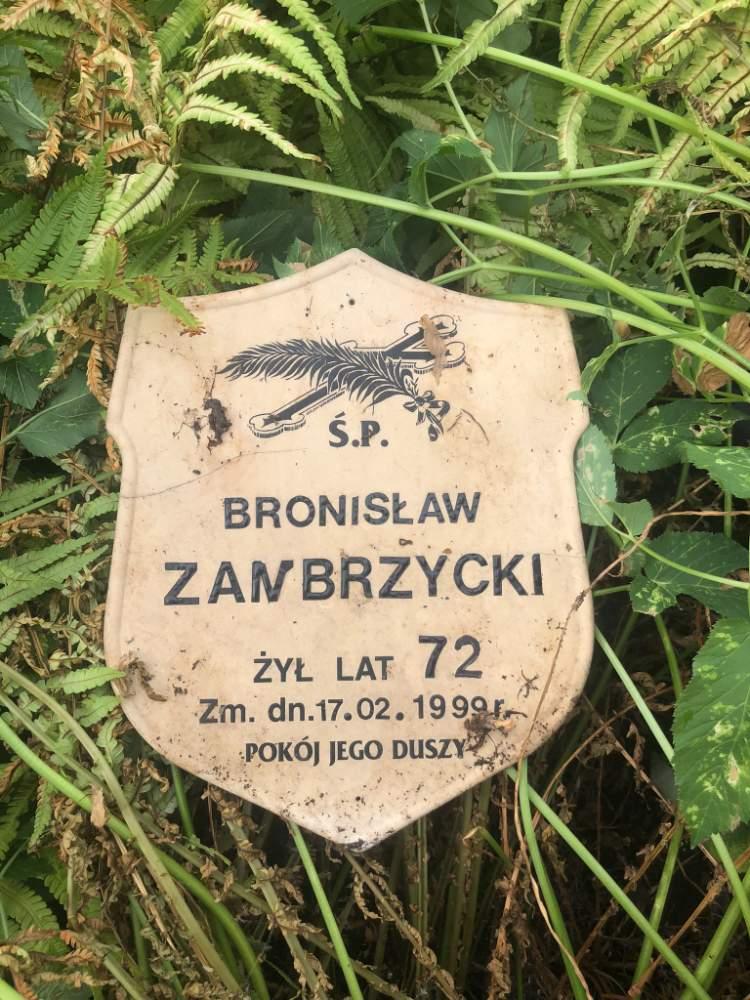 Ś.P.
BRONISŁAW
ZAMBRZYCKI
ŻYŁ LAT 72
Zm. dn.17.02.1999r.
POKÓJ JEGO DUSZY